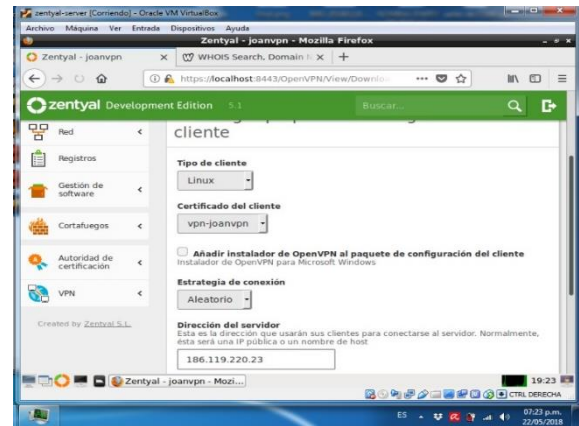 zentyal-server [Corriendo] - Oracle VM VirtualBox
Archivo Máquina Ver Entrada Dispositivos Ayuda
Zentyal - joanvpn - Mozilla Firefox
Zentyal - joanvpn
WHOIS Search, Domain
https://localhost:8443/OpenVPN/View/Downlo
zentyal Development Edition 5.1
Buscar...
Red
Registros
Gestión de software
Cortafuegos
Autoridad de certificación
VPN
Created by Zentyal S.L.
cliente
Tipo de cliente
Linux
Certificado del cliente
vpn-joanvpn
Añadir instalador de OpenVPN al paquete de configuración del cliente
Instalador de OpenVPN para Microsoft Windows
Estrategia de conexión
Aleatorio
Dirección del servidor
Esta es la dirección que usarán sus clientes para conectarse al servidor. Normalmente,
ésta será una IP pública o un nombre de host
186.119.220.23
Zentyal - joanvpn - Mozi...
19:23
CTRL DERECHA
ES
07:23 p.m.
22/05/2018